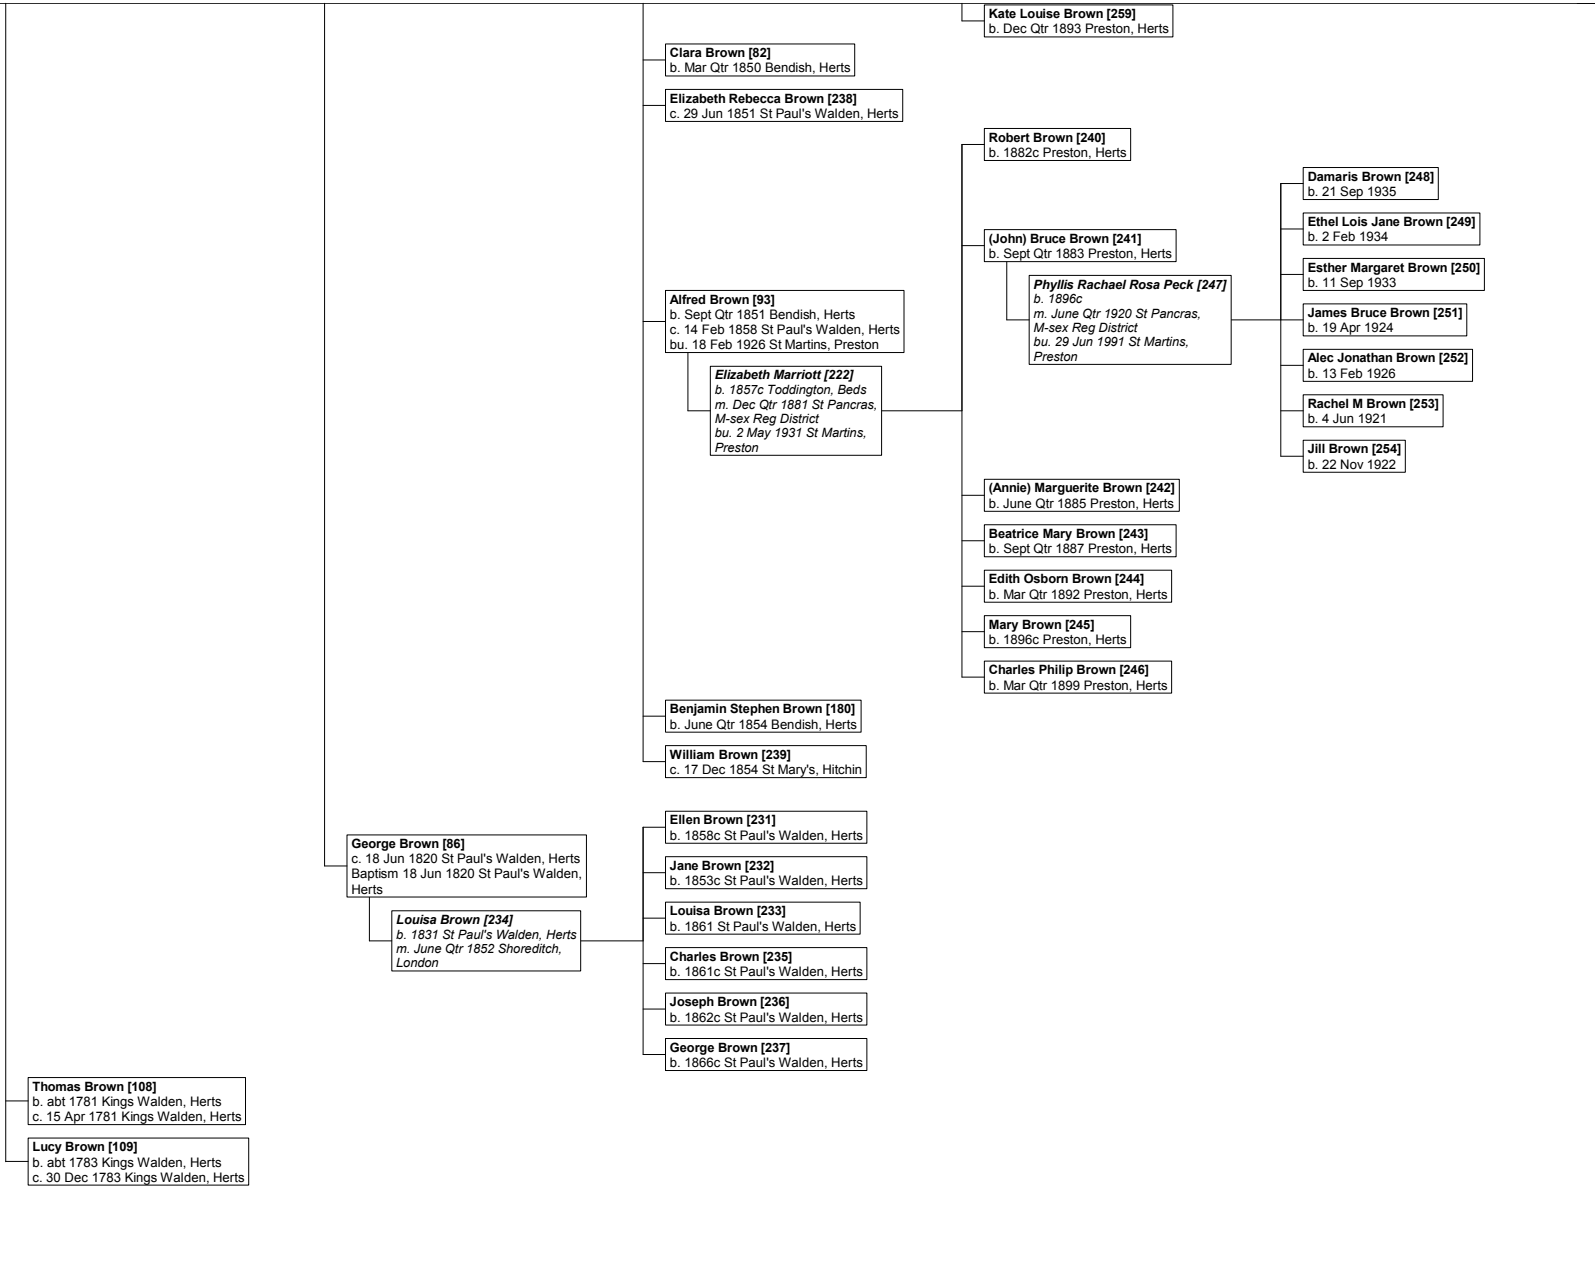 Kate Louise Brown [259]
b. Dec Qtr 1893 Preston, Herts
Clara Brown [82]
b. Mar Qtr 1850 Bendish, Herts
Elizabeth Rebecca Brown [238]
c. 29 Jun 1851 St Paul's Walden, Herts
Robert Brown [240]
b. 1882c Preston, Herts
Damaris Brown [248]
b. 21 Sep 1935
Ethel Lois Jane Brown [249]
b. 2 Feb 1934
(John) Bruce Brown [241]
b. Sept Qtr 1883 Preston, Herts
Esther Margaret Brown [250]
b. 11 Sep 1933
Phyllis Rachael Rosa Peck [247]
b. 1896c
m. June Qtr 1920 St Pancras,
M-sex Reg District
bu. 29 Jun 1991 St Martins,
Preston
Alfred Brown [93]
b. Sept Qtr 1851 Bendish, Herts
c. 14 Feb 1858 St Paul's Walden, Herts
bu. 18 Feb 1926 St Martins, Preston
James Bruce Brown [251]
b. 19 Apr 1924
Alec Jonathan Brown [252]
b. 13 Feb 1926
Elizabeth Marriott [222]
b. 1857c Toddington, Beds
m. Dec Qtr 1881 St Pancras,
M-sex Reg District
bu. 2 May 1931 St Martins,
Preston
Rachel M Brown [253]
b. 4 Jun 1921
Jill Brown [254]
b. 22 Nov 1922
(Annie) Marguerite Brown [242]
b. June Qtr 1885 Preston, Herts
Beatrice Mary Brown [243]
b. Sept Qtr 1887 Preston, Herts
Edith Osborn Brown [244]
b. Mar Qtr 1892 Preston, Herts
Mary Brown [245]
b. 1896c Preston, Herts
Charles Philip Brown [246]
b. Mar Qtr 1899 Preston, Herts
Benjamin Stephen Brown [180]
b. June Qtr 1854 Bendish, Herts
William Brown [239]
c. 17 Dec 1854 St Mary's, Hitchin
Ellen Brown [231]
b. 1858c St Paul's Walden, Herts
George Brown [86]
c. 18 Jun 1820 St Paul's Walden, Herts
Baptism 18 Jun 1820 St Paul's Walden,
Herts
Jane Brown [232]
b. 1853c St Paul's Walden, Herts
Louisa Brown [233]
b. 1861 St Paul's Walden, Herts
Louisa Brown [234]
b. 1831 St Paul's Walden, Herts
m. June Qtr 1852 Shoreditch,
London
Charles Brown [235]
b. 1861c St Paul's Walden, Herts
Joseph Brown [236]
b. 1862c St Paul's Walden, Herts
George Brown [237]
b. 1866c St Paul's Walden, Herts
Thomas Brown [108]
b. abt 1781 Kings Walden, Herts
c. 15 Apr 1781 Kings Walden, Herts
Lucy Brown [109]
b. abt 1783 Kings Walden, Herts
c. 30 Dec 1783 Kings Walden, Herts